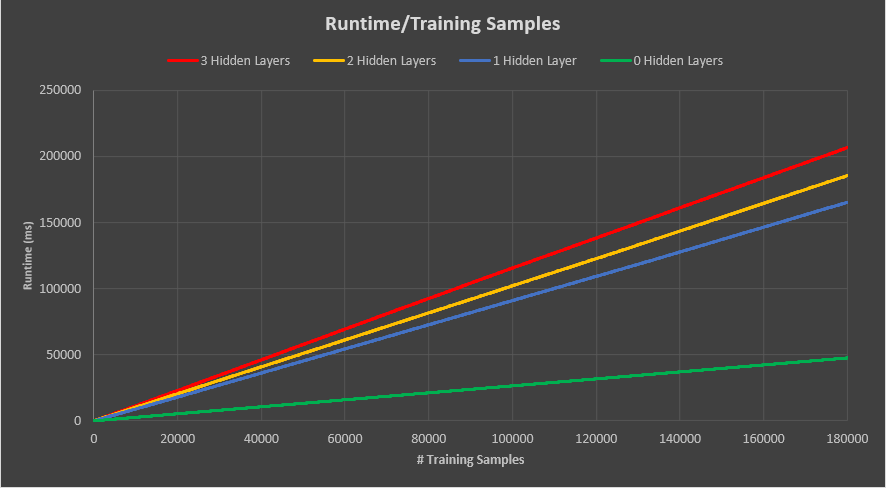 Runtime/Training Samples
3 Hidden Layers 2 Hidden Layers 1 Hidden Layer 0 Hidden Layers
250000
200000
150000
100000
50000
0
Runtime (ms)
0 20000 40000 60000 80000 100000 120000 140000 160000 180000
# Training Samples